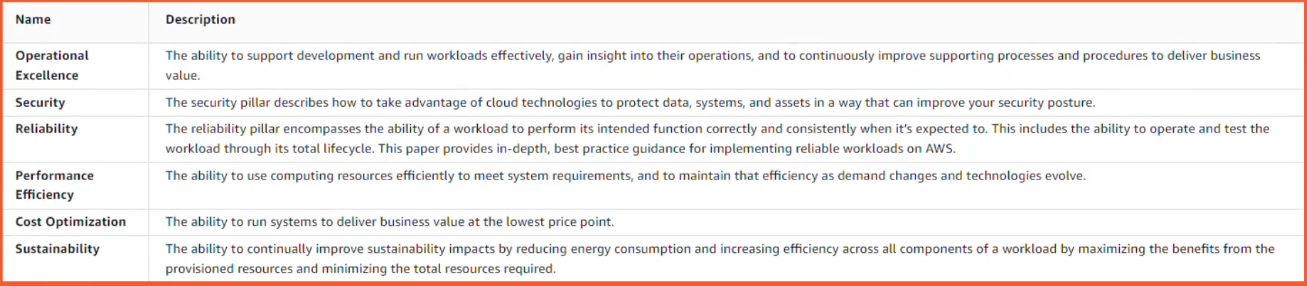 Name Description
Operational The ability to support development and run workloads effectively, gain insight into their operations, and to continuously improve supporting processes and procedures to deliver business
Excellence value.
Security The security pillar describes how to take advantage of cloud technologies to protect data, systems, and assets in a way that can improve your security posture.
Reliability The reliability pillar encompasses the ability of a workload to perform its intended function correctly and consistently when it's expected to. This includes the ability to operate and test the
workload through its total lifecycle. This paper provides in-depth, best practice guidance for implementing reliable workloads on AWS.
Performance The ability to use computing resources efficiently to meet system requirements, and to maintain that efficiency as demand changes and technologies evolve.
Efficiency
Cost Optimization The ability to run systems to deliver business value at the lowest price point.
Sustainability The ability to continually improve sustainability impacts by reducing energy consumption and increasing efficiency across all components of a workload by maximizing the benefits from the
provisioned resources and minimizing the total resources required.